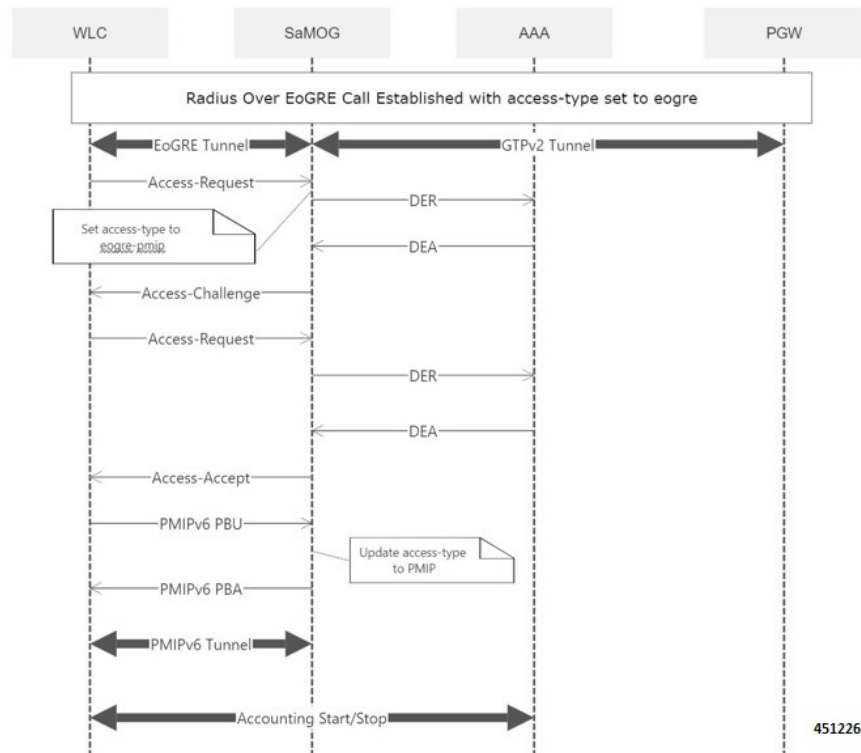 WLC
SaMOG
AAA
PGW
Radius Over EoGRE Call Established with access-type set to eogre
EoGRE Tunnel
GTPv2 Tunnel
Access-Request
DER
Set access-type to
eogre-pmip
DEA
Access-Challenge
Access-Request
DER
DEA
Access-Accept
PMIPv6 PBU
Update access-type
to PMIP
PMIPv6 PBA
PMIPv6 Tunnel
Accounting Start/Stop
451226